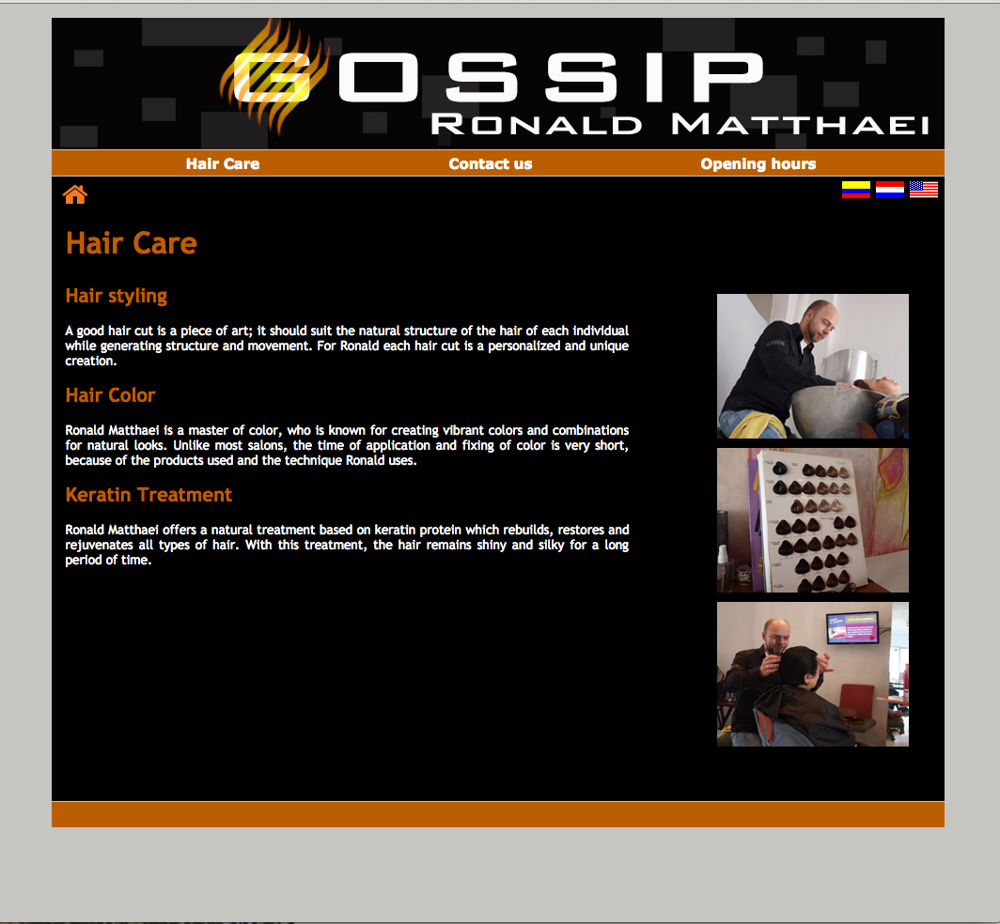 GOSSIP
RONALD MATTHAEI
Hair Care
Contact us
Opening hours
Hair Care
Hair styling
A good hair cut is a piece of art; it should suit the natural structure of the hair of each individual
while generating structure and movement. For Ronald each hair cut is a personalized and unique
creation.
Hair Color
Ronald Matthaei is a master of color, who is known for creating vibrant colors and combinations
for natural looks. Unlike most salons, the time of application and fixing of color is very short,
because of the products used and the technique Ronald uses.
Keratin Treatment
Ronald Matthaei offers a natural treatment based on keratin protein which rebuilds, restores and
rejuvenates all types of hair. With this treatment, the hair remains shiny and silky for a long
period of time.